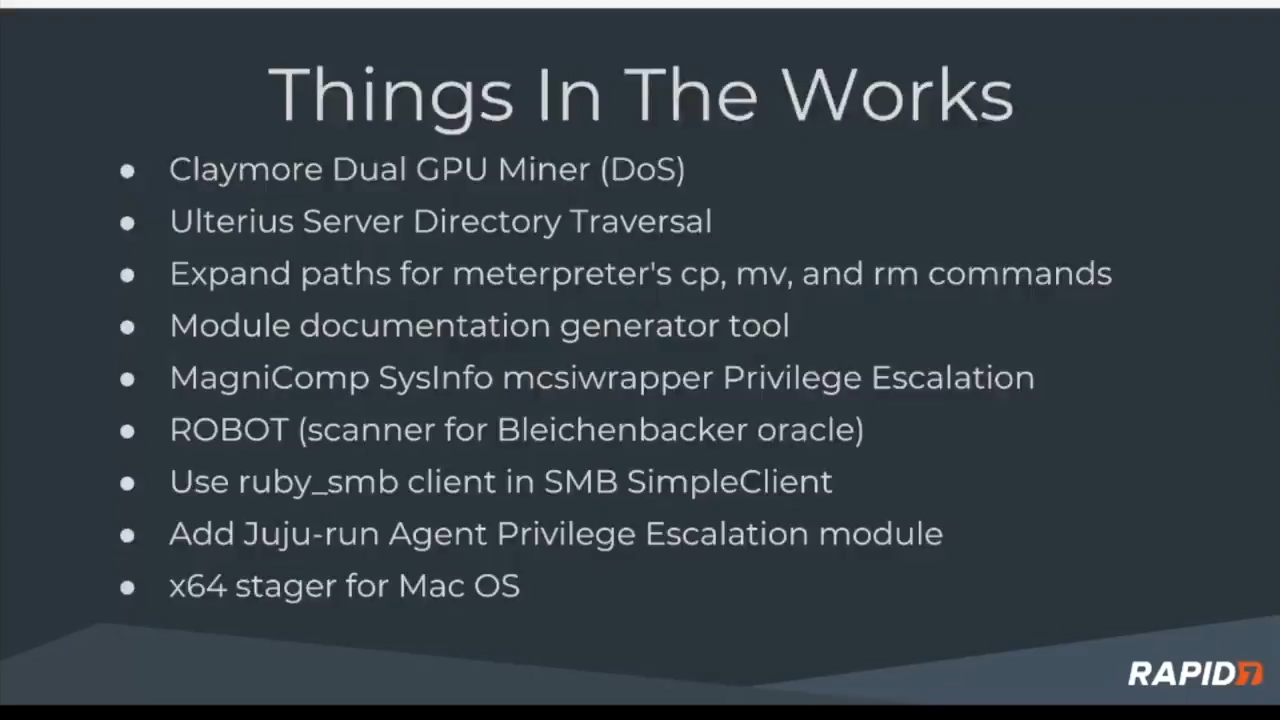 Things In The Works
● Claymore Dual GPU Miner (DoS)
● Ulterius Server Directory Traversal
● Expand paths for meterpreter's cp, mv, and rm commands
● Module documentation generator tool
● MagniComp SysInfo mcsiwrapper Privilege Escalation
● ROBOT (scanner for Bleichenbacker oracle)
● Use ruby_smb client in SMB SimpleClient
● Add Juju-run Agent Privilege Escalation module
● x64 stager for Mac OS
RAPID7